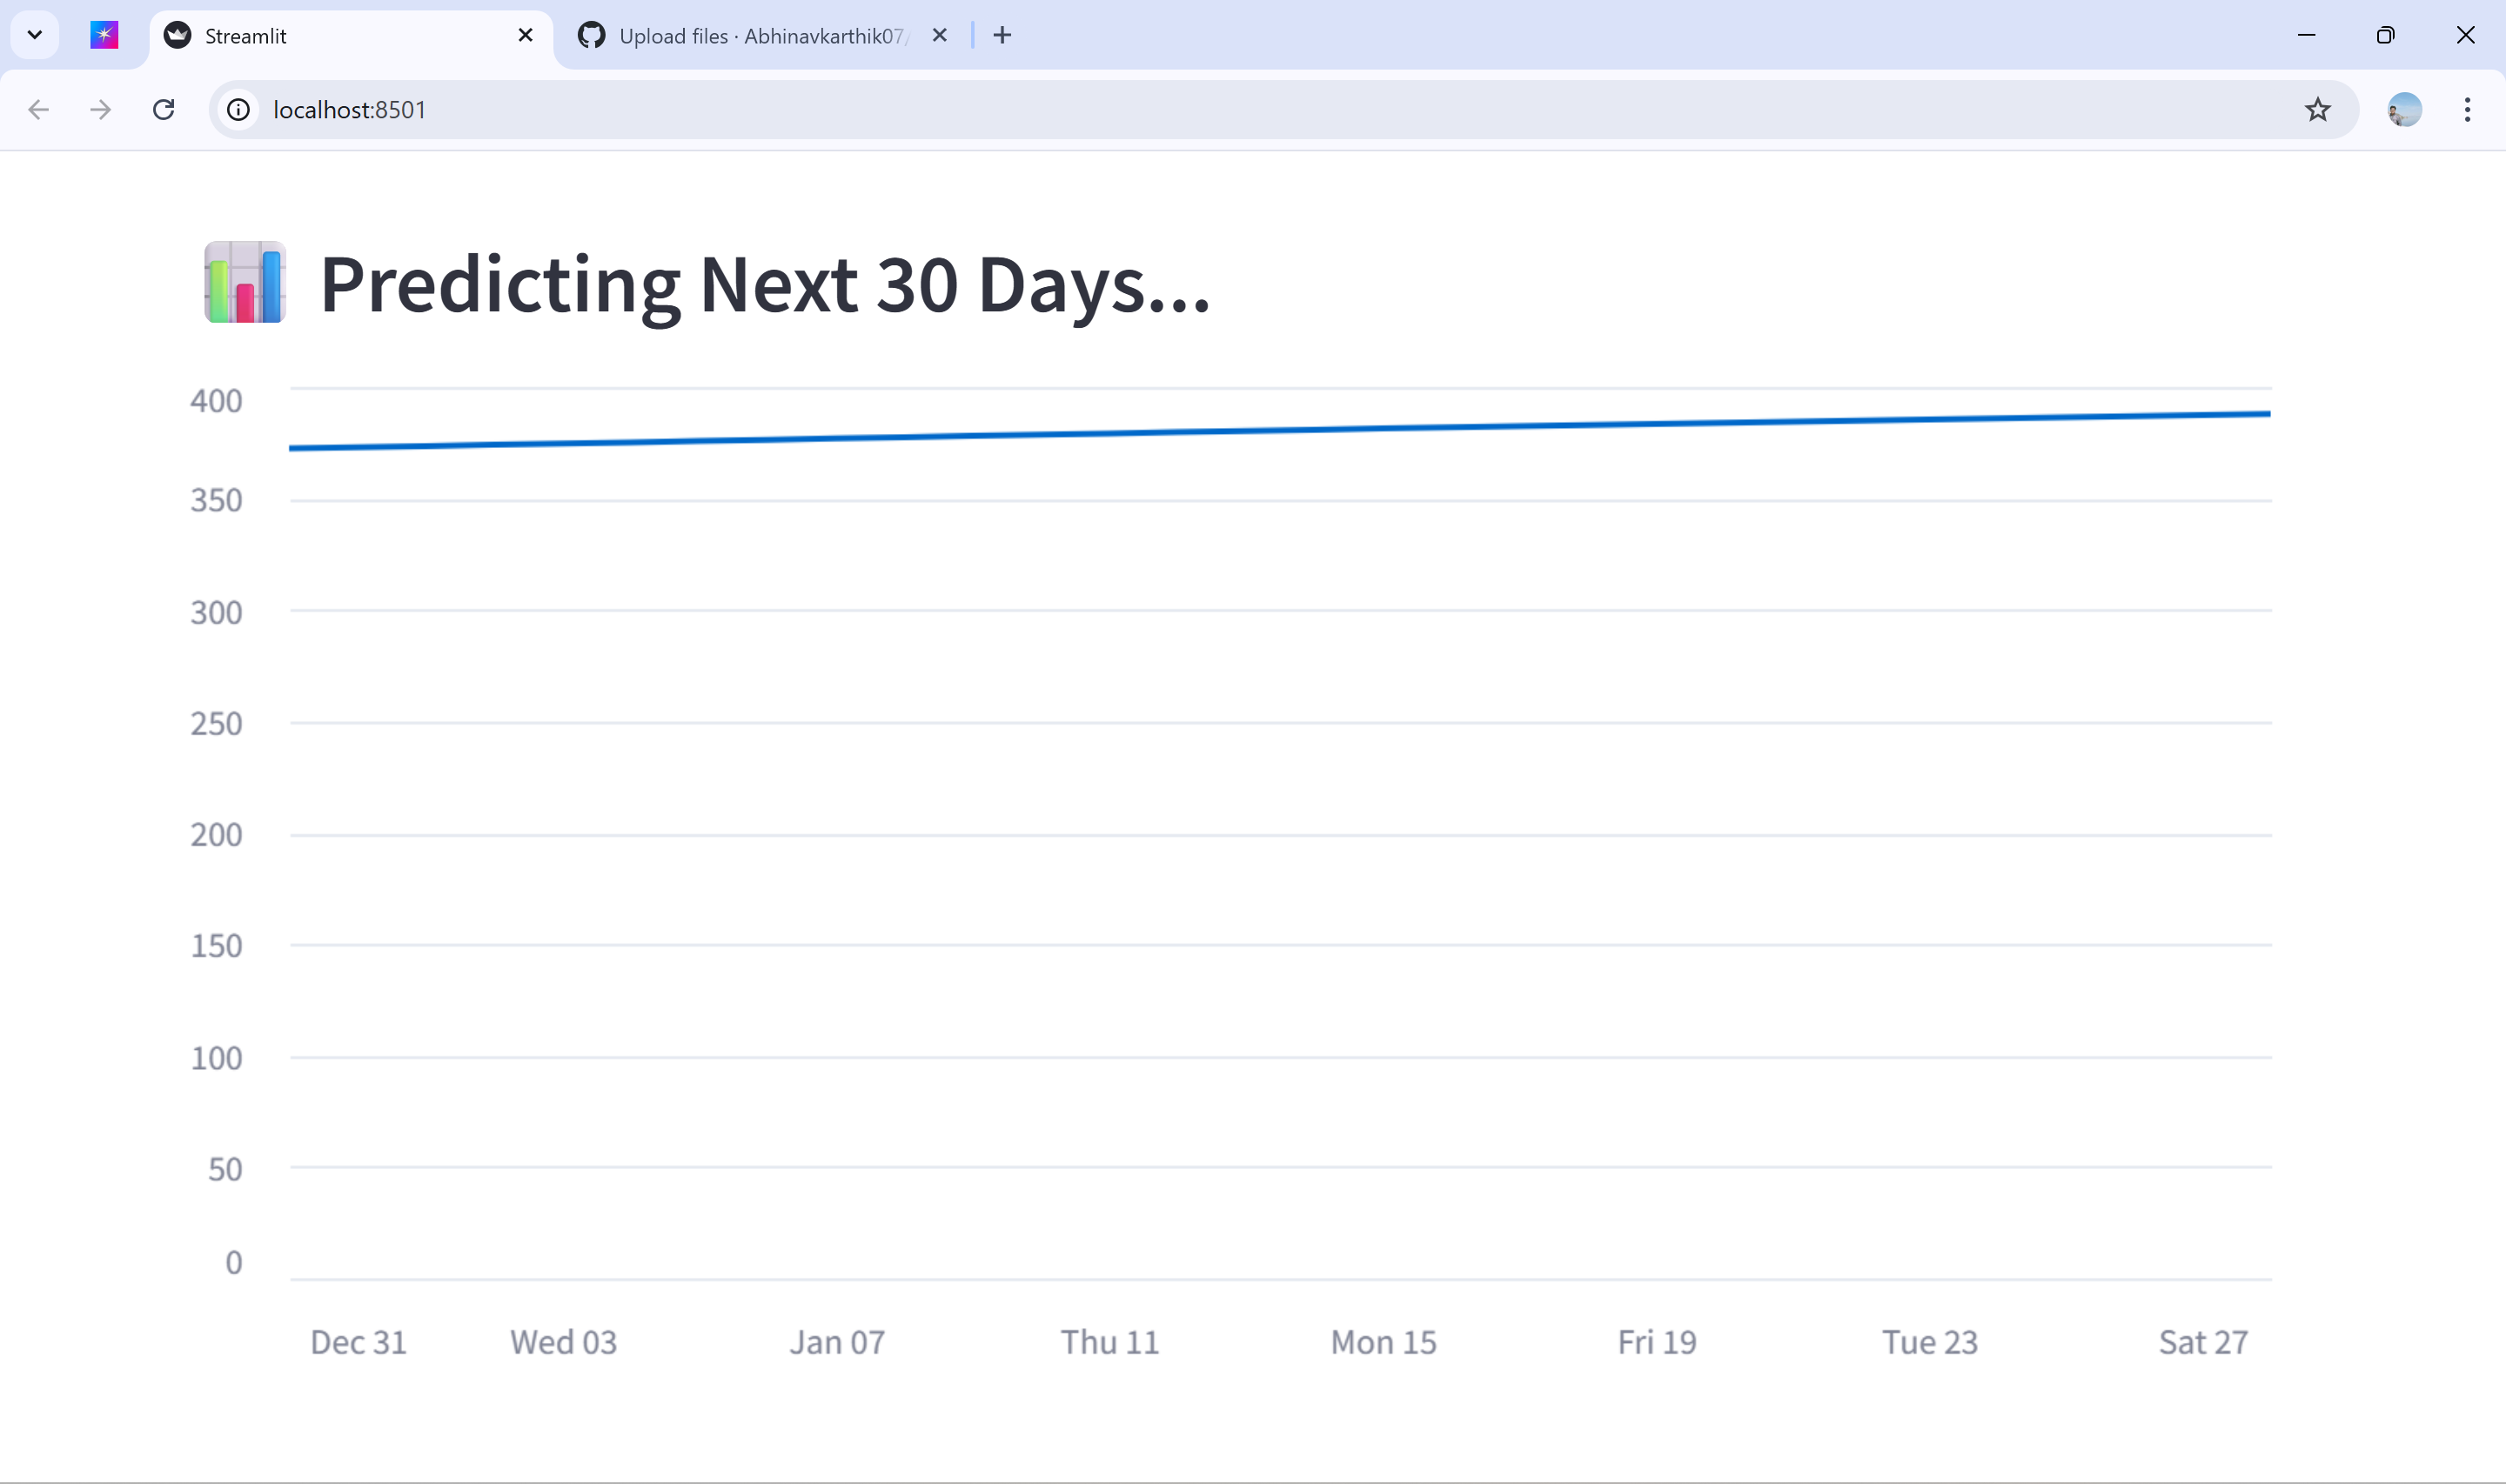 Streamlit
Upload files · Abhinavkarthik07/
localhost:8501
Predicting Next 30 Days...
400
350
300
250
200
150
100
50
0
Dec 31 Wed 03 Jan 07 Thu 11 Mon 15 Fri 19 Tue 23 Sat 27